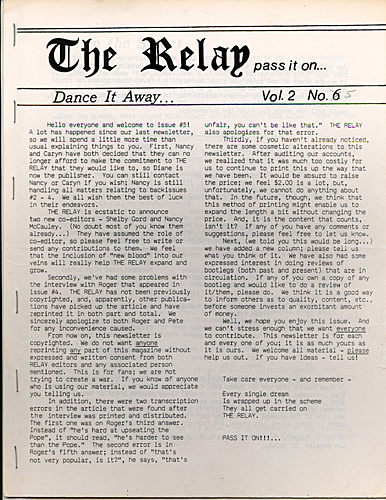 The Relay pass it on...
Dance It Away... Vol. 2 No. 6 5
Hello everyone and welcome to issue #5!
A lot has happened since our last newsletter,
so we will spend a little more time than
usual explaining things to you. First, Nancy
and Caryn have both decided that they can no
longer afford to make the commitment to THE
RELAY that they would like to, so Diane is
now the publisher. You can still contact
Nancy or Caryn if you wish; Nancy is still
handling all matters relating to backissues
#2 - 4. We all wish them the best of luck
in their endeavors.
THE RELAY is ecstatic to announce
two new co-editors - Shelby Gord and Nancy
McCauley. (No doubt most of you know them
already...) They have assumed the role of
co-editor, so please feel free to write or
send any contributions to them. We feel
that the inclusion of "new blood" into our
veins will really help THE RELAY expand and
grow.
Secondly, we've had some problems
with the interview with Roger that appeared in
issue #4. THE RELAY has not been previously
copyrighted, and, apparently, other publica-
tions have picked up the article and have
reprinted it in both part and total. We
sincerely apologize to both Roger and Pete
for any inconvenience caused.
From now on, this newsletter is
copyrighted. We do not want anyone
reprinting any part of this magazine without
expressed and written consent from both
RELAY editors and any associated person
mentioned. This is for fans; we are not
trying to create a war. If you know of anyone
who is using our material, we would appreciate
you telling us.
In addition, there were two transcription
errors in the article that were found after
the interview was printed and distributed.
The first one was on Roger's third answer.
Instead of "he's hard at upseating the
Pope", it should read, "he's harder to see
than the Pope." The second error is in
Roger's fifth answer; instead of "that's
not very popular, is it?", he says, "that's
unfair, you can't be like that." THE RELAY
also apologizes for that error.
Thirdly, if you haven't already noticed,
there are some cosmetic alterations to this
newsletter. After auditing our accounts,
we realized that it was much too costly for
us to continue to print this up the way that
we have been. It would be absurd to raise
the price; we feel $2.00 is a lot, but,
unfortunately, we cannot do anything about
that. In the future, though, we think that
this method of printing might enable us to
expand the length a bit without changing the
price. And, it is the content that counts,
isn't it? If any of you have any comments or
suggestions, please feel free to let us know.
Next, (we told you this would be long...)
we have added a new column; please tell us
what you think of it. We have also had some
expressed interest in doing reviews of
bootlegs (both past and present) that are in
circulation. If any of you own a copy of any
bootleg and would like to do a review of
it/them, please do. We think it is a good way
to inform others as to quality, content, etc.,
before someone invests an exorbitant amount
of money.
Well, we hope you enjoy this issue. And
we can't stress enough that we want everyone
to contribute. This newsletter is for each
and every one of you; it is as much yours as
it is ours. We welcome all material - please
help us out. If you have ideas - tell us!
Take care everyone - and remember -
Every single dream
Is wrapped up in the scheme
They all get carried on
THE RELAY.
PASS IT ON!!!...